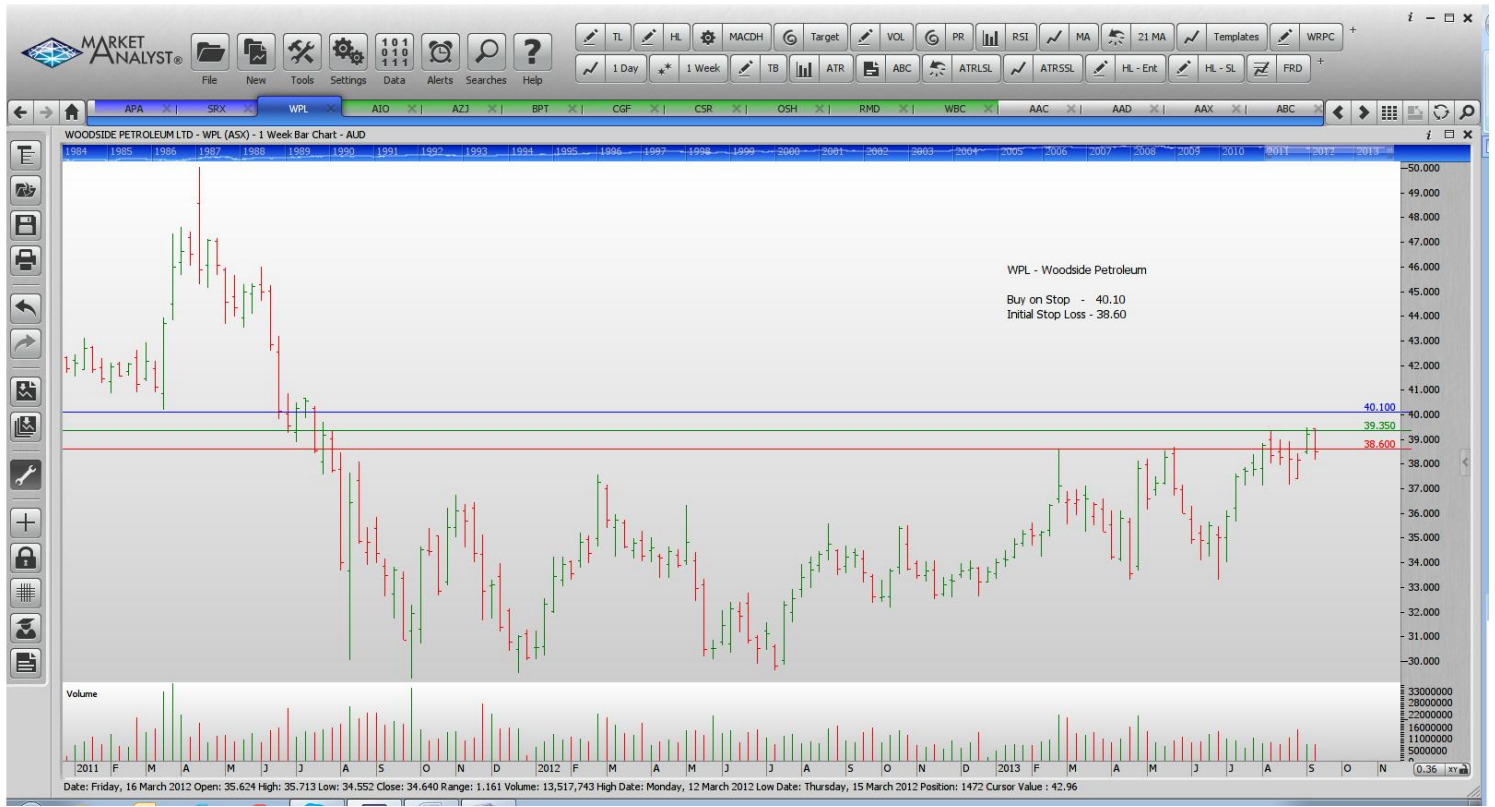 i
MARKET ANALYST®
File New Tools Settings Data Alerts Searches Help
TL HL MACDH Target VOL PR RSI MA 21 MA Templates WRPC +
1 Day 1 Week TB ATR ABC ATRLSL ATRSSL HL - Ent HL - SL FRD +
APA SRX WPL AIO AZJ BPT CGF CSR OSH RMD WBC AAC AAD AAX ABC
WOODSIDE PETROLEUM LTD - WPL (ASX) - 1 Week Bar Chart - AUD
i
1984 1985 1986 1987 1988 1989 1990 1991 1992 1993 1994 1995 1996 1997 1998 1999 2000 2001 2002 2003 2004 2005 2006 2007 2008 2009 2010 2011 2012 2013
50.000
49.000
48.000
47.000
46.000
45.000
44.000
43.000
42.000
41.000
40.000
39.000
38.000
37.000
36.000
35.000
34.000
33.000
32.000
31.000
30.000
WPL - Woodside Petroleum
Buy on Stop - 40.10
Initial Stop Loss - 38.60
40.100
39.350
38.600
Volume
33000000
28000000
22000000
16000000
11000000
5000000
2011 F M A M J J A S O N D 2012 F M A M J J A S O N D 2013 F M A M J J A S O N
0.36 XY
Date: Friday, 16 March 2012 Open: 35.624 High: 35.713 Low: 34.552 Close: 34.640 Range: 1.161 Volume: 13,517,743 High Date: Monday, 12 March 2012 Low Date: Thursday, 15 March 2012 Position: 1472 Cursor Value : 42.96